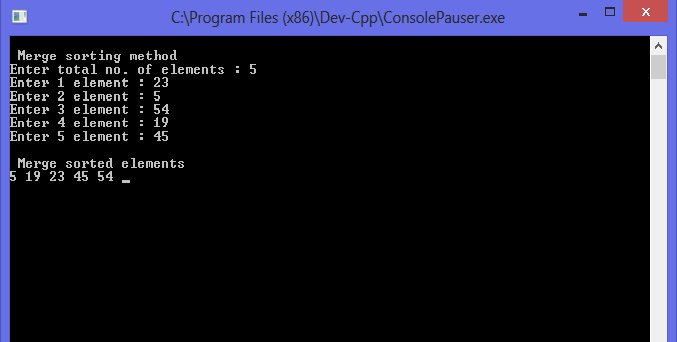 C:\Program Files (x86)\Dev-Cpp\ConsolePauser.exe
Merge sorting method
Enter total no. of elements : 5
Enter 1 element : 23
Enter 2 element : 5
Enter 3 element : 54
Enter 4 element : 19
Enter 5 element : 45
Merge sorted elements
5 19 23 45 54 _